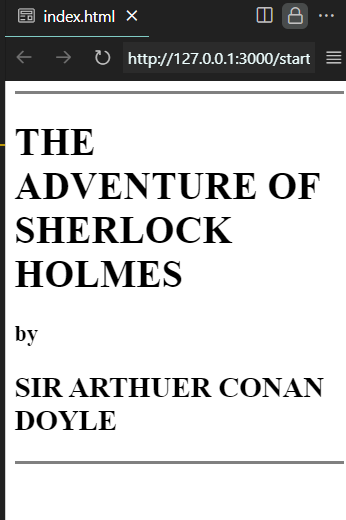 index.html
http://127.0.0.1:3000/start
THE
ADVENTURE OF
SHERLOCK
HOLMES
by
SIR ARTHUER CONAN
DOYLE